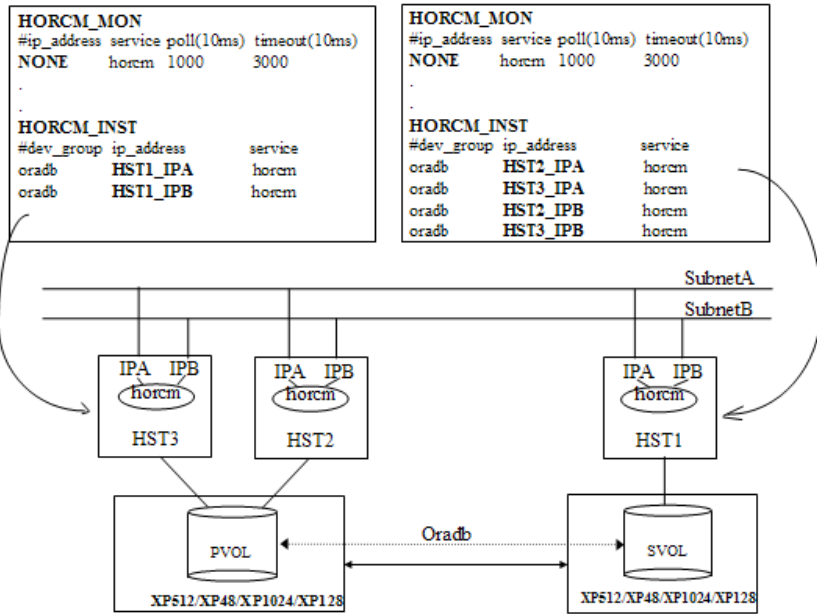 HORCM_MON
#ip_address service poll(10ms) timeout(10ms)
NONE horcm 1000 3000
.
.
HORCM_INST
#dev_group ip_address service
oradb HST1_IPA horcm
oradb HST1_IPB horcm
HORCM_MON
#ip_address service poll(10ms) timeout(10ms)
NONE horcm 1000 3000
.
.
HORCM_INST
#dev_group ip_address service
oradb HST2_IPA horcm
oradb HST3_IPA horcm
oradb HST2_IPB horcm
oradb HST3_IPB horcm
SubnetA
SubnetB
IPA IPB
horcm
HST3
IPA IPB
horcm
HST2
IPA IPB
horcm
HST1
Oradb
PVOL
XP512/XP48/XP1024/XP128
SVOL
XP512/XP48/XP1024/XP128